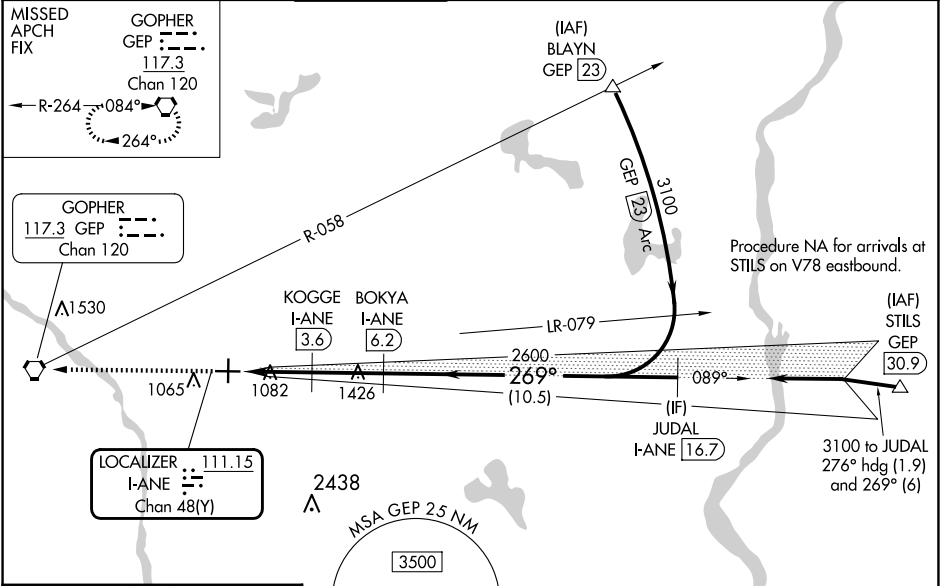 MISSED
APCH
FIX
GOPHER
GEP
117.3
Chan 120
R-264
084°
264°
(IAF)
BLAYN
GEP 23
GOPHER
117.3 GEP
Chan 120
R-058
GEP 23 Arc
3100
Procedure NA for arrivals at
STILS on V78 eastbound.
1530
KOGGE
I-ANE
3.6
BOKYA
I-ANE
6.2
LR-079
(IAF)
STILS
GEP
30.9
2600
269°
(10.5)
089°
1065
1082
1426
(IF)
JUDAL
I-ANE 16.7
3100 to JUDAL
276° hdg (1.9)
and 269° (6)
LOCALIZER 111.15
I-ANE
Chan 48(Y)
2438
MSA GEP 25 NM
3500